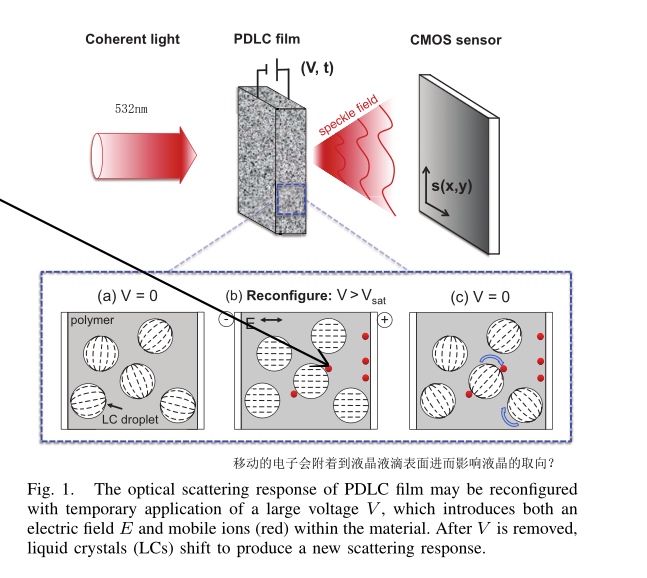 Coherent light
PDLC film
CMOS sensor
(V, t)
532nm
speckle field
s(x,y)
(a) V = 0
(b) Reconfigure: V > Vsat
(c) V = 0
polymer
-
E
+
LC droplet
移动的电子会附着到液晶液滴表面进而影响液晶的取向?
Fig. 1. The optical scattering response of PDLC film may be reconfigured
with temporary application of a large voltage V, which introduces both an
electric field E and mobile ions (red) within the material. After V is removed,
liquid crystals (LCs) shift to produce a new scattering response.